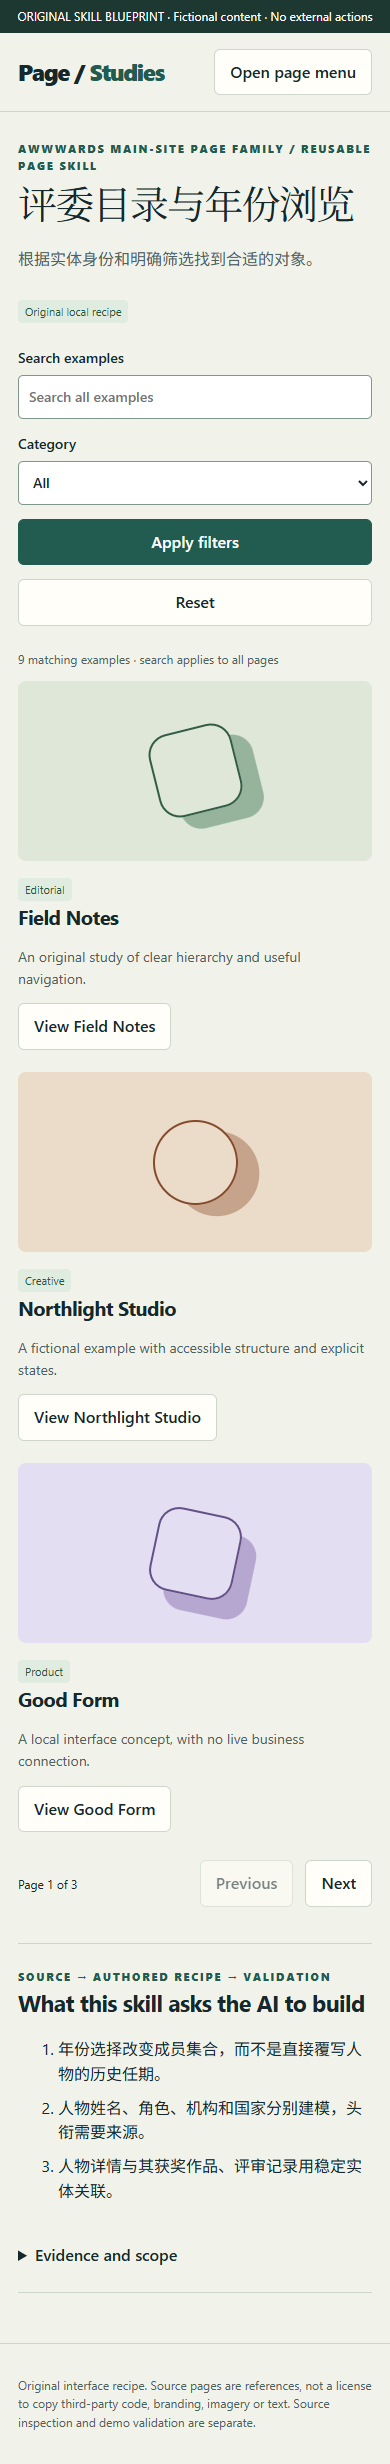 ORIGINAL SKILL BLUEPRINT · Fictional content · No external actions
Page / Studies
Open page menu
AWWWARDS MAIN-SITE PAGE FAMILY / REUSABLE
PAGE SKILL
评委目录与年份浏览
根据实体身份和明确筛选找到合适的对象。
Original local recipe
Search examples
Search all examples
Category
All
Apply filters
Reset
9 matching examples · search applies to all pages
Editorial
Field Notes
An original study of clear hierarchy and useful
navigation.
View Field Notes
Creative
Northlight Studio
A fictional example with accessible structure and explicit
states.
View Northlight Studio
Product
Good Form
A local interface concept, with no live business
connection.
View Good Form
Page 1 of 3
Previous
Next
SOURCE → AUTHORED RECIPE → VALIDATION
What this skill asks the AI to build
1. 年份选择改变成员集合，而不是直接覆写人
物的历史任期。
2. 人物姓名、角色、机构和国家分别建模，头
衔需要来源。
3. 人物详情与其获奖作品、评审记录用稳定实
体关联。
Evidence and scope
Original interface recipe. Source pages are references, not a license
to copy third-party code, branding, imagery or text. Source
inspection and demo validation are separate.